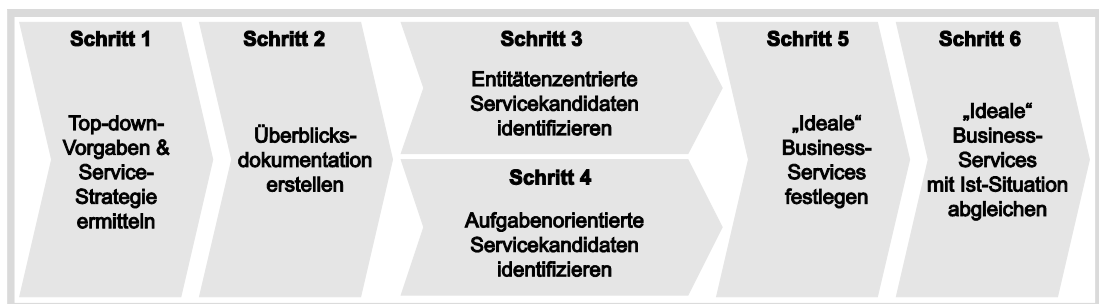 Schritt 1
Top-down-
Vorgaben &
Service-
Strategie
ermitteln
Schritt 2
Überblicks-
dokumentation
erstellen
Schritt 3
Entitätenzentrierte
Servicekandidaten
identifizieren
Schritt 4
Aufgabenorientierte
Servicekandidaten
identifizieren
Schritt 5
„Ideale“
Business-
Services
festlegen
Schritt 6
„Ideale“
Business-
Services
mit Ist-Situation
abgleichen